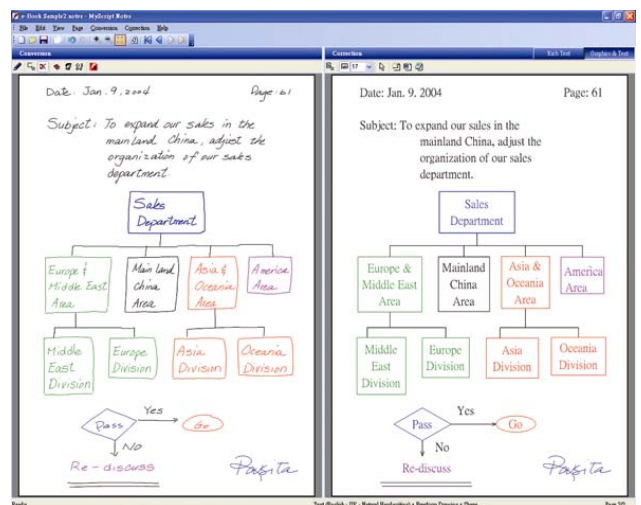 e-Book Sample2.notes - MyScript Notes
File Edit View Page Conversion Correction Help
Conversion
Date: Jan. 9, 2004 Page: 61
Subject: To expand our sales in the
mainland China, adjust the
organization of our sales
department.
Sales
Department
Europe &
Middle East
Area
Main land
China
Area
Asia &
Oceania
Area
America
Area
Middle
East
Division
Europe
Division
Asia
Division
Oceania
Division
Pass
Yes
Go
No
Re-discuss
Correction
Rich Text Graphics & Text
17
Date: Jan. 9. 2004 Page: 61
Subject: To expand our sales in the
mainland China, adjust the
organization of our sales
department.
Sales
Department
Europe &
Middle East
Area
Mainland
China
Area
Asia &
Oceania
Area
America
Area
Middle
East
Division
Europe
Division
Asia
Division
Oceania
Division
Pass
Yes
Go
No
Re-discuss